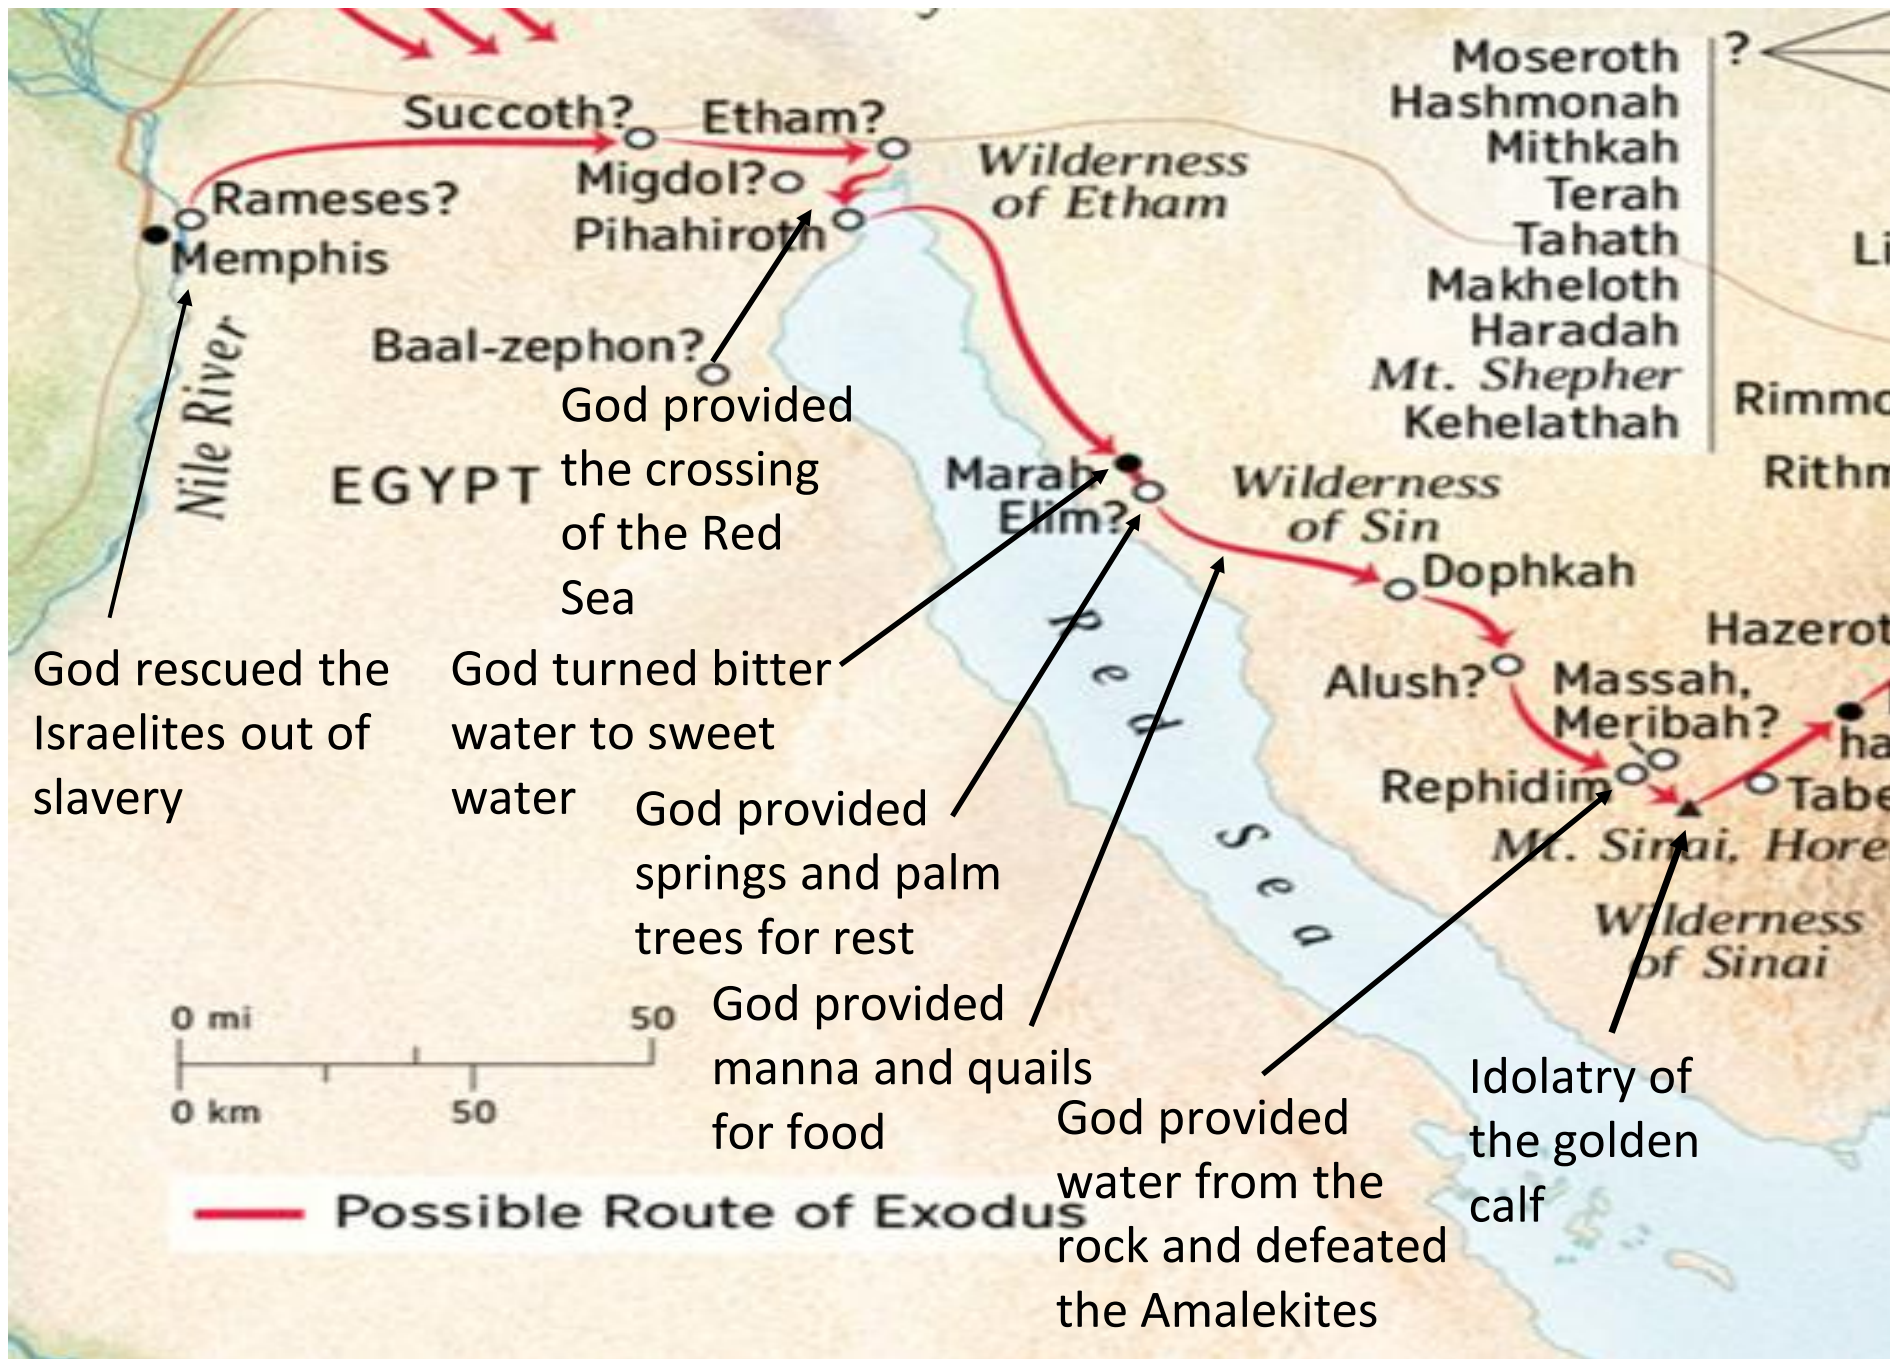 Moseroth
?
Hashmonah
Mithkah
Terah
Tahath
Makheloth
Haradah
Mt. Shepher
Kehelathah
Succoth?
Etham?
Wilderness
of Etham
Migdol?
Pihahiroth
Rameses?
Memphis
Nile River
Baal-zephon?
EGYPT
God provided
the crossing
of the Red
Sea
Marah
Elim?
Wilderness
of Sin
Dophkah
Alush?
Massah,
Meribah?
Rephidim
Mt. Sinai,
Wilderness
of Sinai
Red Sea
God rescued the
Israelites out of
slavery
God turned bitter
water to sweet
water
God provided
springs and palm
trees for rest
God provided
manna and quails
for food
God provided
water from the
rock and defeated
the Amalekites
Idolatry of
the golden
calf
0 mi 50
0 km 50
Possible Route of Exodus